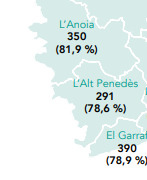 L'Anoia
350
(81,9 %)
L'Alt Penedès
291
(78,6 %)
El Garraf
390
(78,9 %)